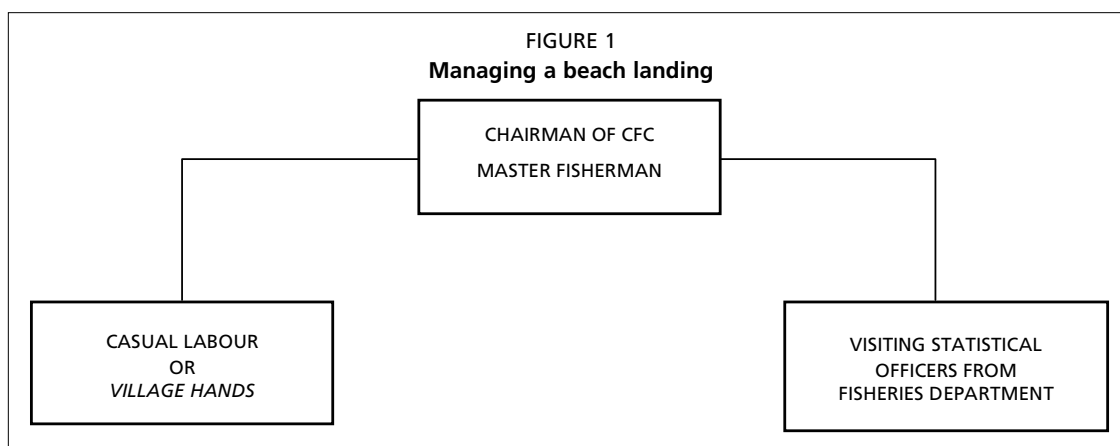 FIGURE 1
Managing a beach landing
CHAIRMAN OF CFC
MASTER FISHERMAN
CASUAL LABOUR
OR
VILLAGE HANDS
VISITING STATISTICAL
OFFICERS FROM
FISHERIES DEPARTMENT